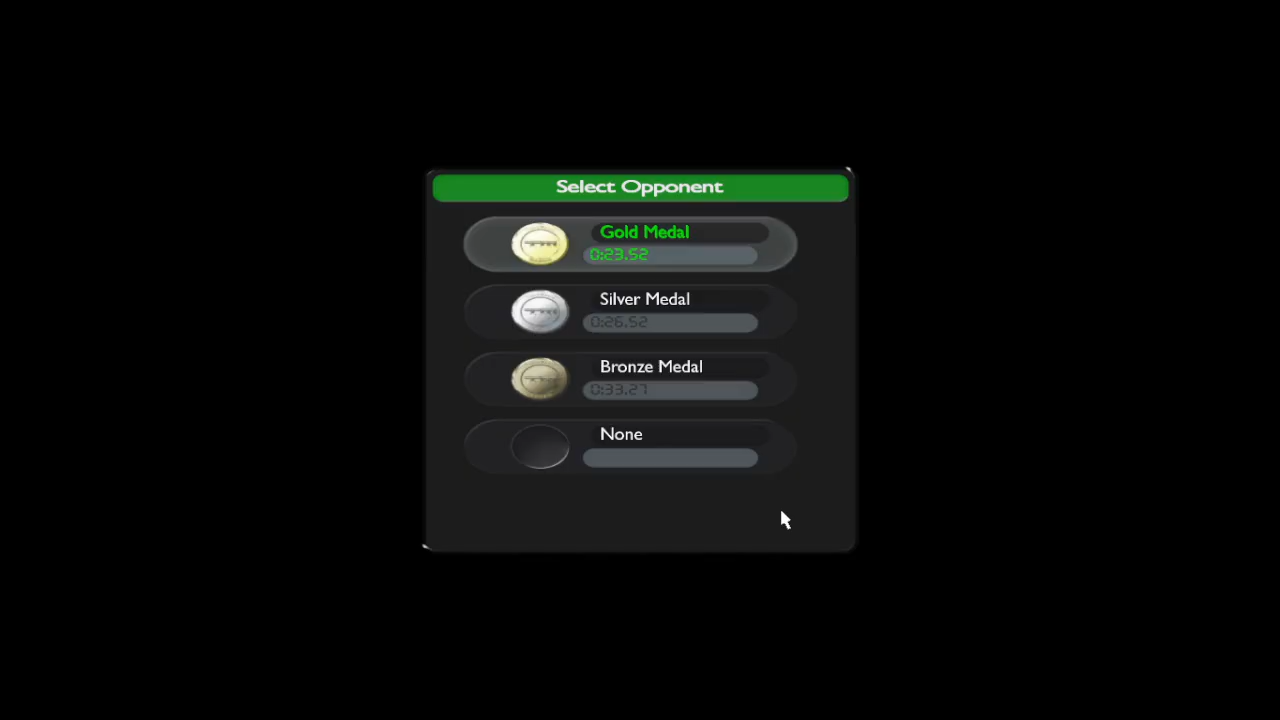 Select Opponent
Gold Medal
0:23.52
Silver Medal
0:26.52
Bronze Medal
0:33.27
None